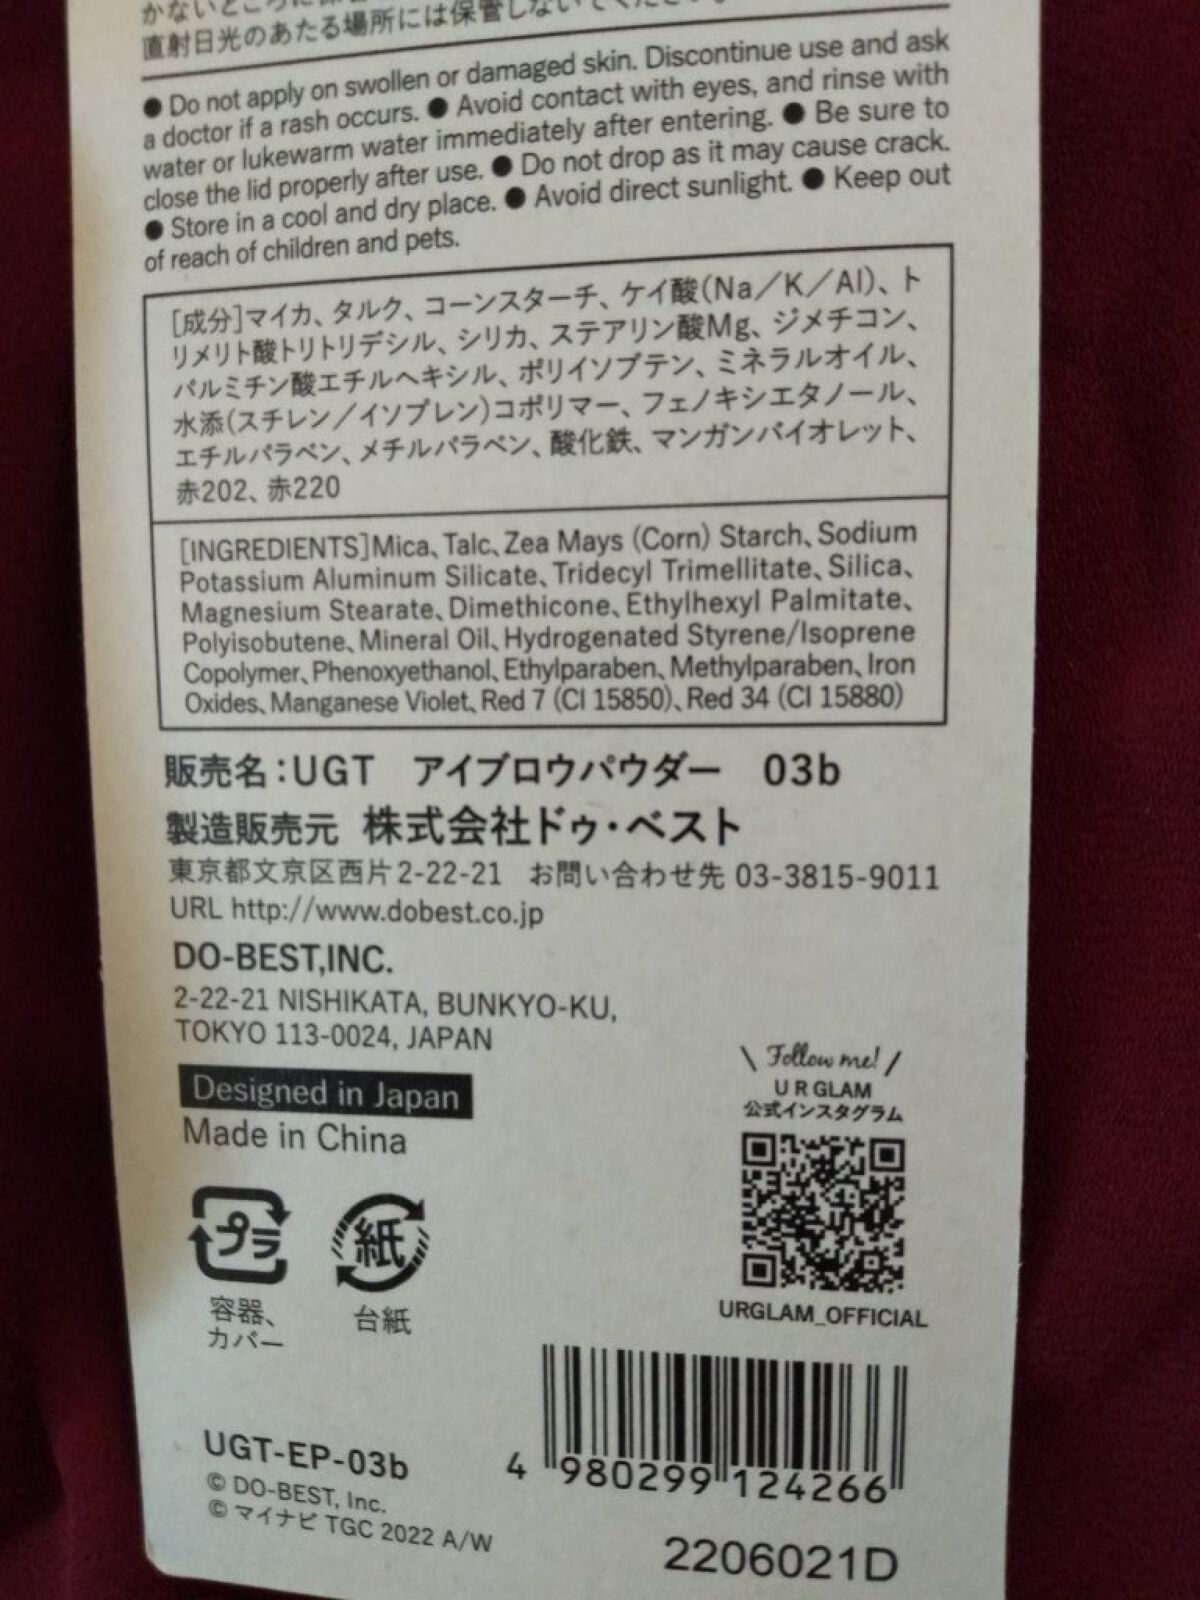 かないところに保
直射日光のあたる場所には保管しないでください。
● Do not apply on swollen or damaged skin. Discontinue use and ask
a doctor if a rash occurs. ● Avoid contact with eyes, and rinse with
water or lukewarm water immediately after entering. ● Be sure to
close the lid properly after use. ● Do not drop as it may cause crack.
● Store in a cool and dry place. ● Avoid direct sunlight. ● Keep out
of reach of children and pets.
[成分]マイカ、タルク、コーンスターチ、ケイ酸(Na/K/Al)、ト
リメリト酸トリトリデシル、シリカ、ステアリン酸Mg、ジメチコン、
パルミチン酸エチルヘキシル、ポリイソブテン、ミネラルオイル、
水添(スチレン/イソプレン)コポリマー、フェノキシエタノール、
エチルパラベン、メチルパラベン、酸化鉄、マンガンバイオレット、
赤202、赤220
[INGREDIENTS]Mica、Talc、Zea Mays (Corn) Starch、Sodium
Potassium Aluminum Silicate、Tridecyl Trimellitate、Silica、
Magnesium Stearate、Dimethicone、Ethylhexyl Palmitate、
Polyisobutene、Mineral Oil、Hydrogenated Styrene/Isoprene
Copolymer、Phenoxyethanol、Ethylparaben、Methylparaben、Iron
Oxides、Manganese Violet、Red 7 (CI 15850)、Red 34 (CI 15880)
販売名：UGT アイブロウパウダー 03b
製造販売元 株式会社ドゥ・ベスト
東京都文京区西片2-22-21 お問い合わせ先 03-3815-9011
URL http://www.dobest.co.jp
DO-BEST,INC.
2-22-21 NISHIKATA, BUNKYO-KU,
TOKYO 113-0024, JAPAN
Designed in Japan
Made in China
\ Follow me! /
U R GLAM
公式インスタグラム
URGLAM_OFFICIAL
プラ
容器、
カバー
紙
台紙
UGT-EP-03b
© DO-BEST, Inc.
© マイナビ TGC 2022 A/W
4 980299 124266
2206021D